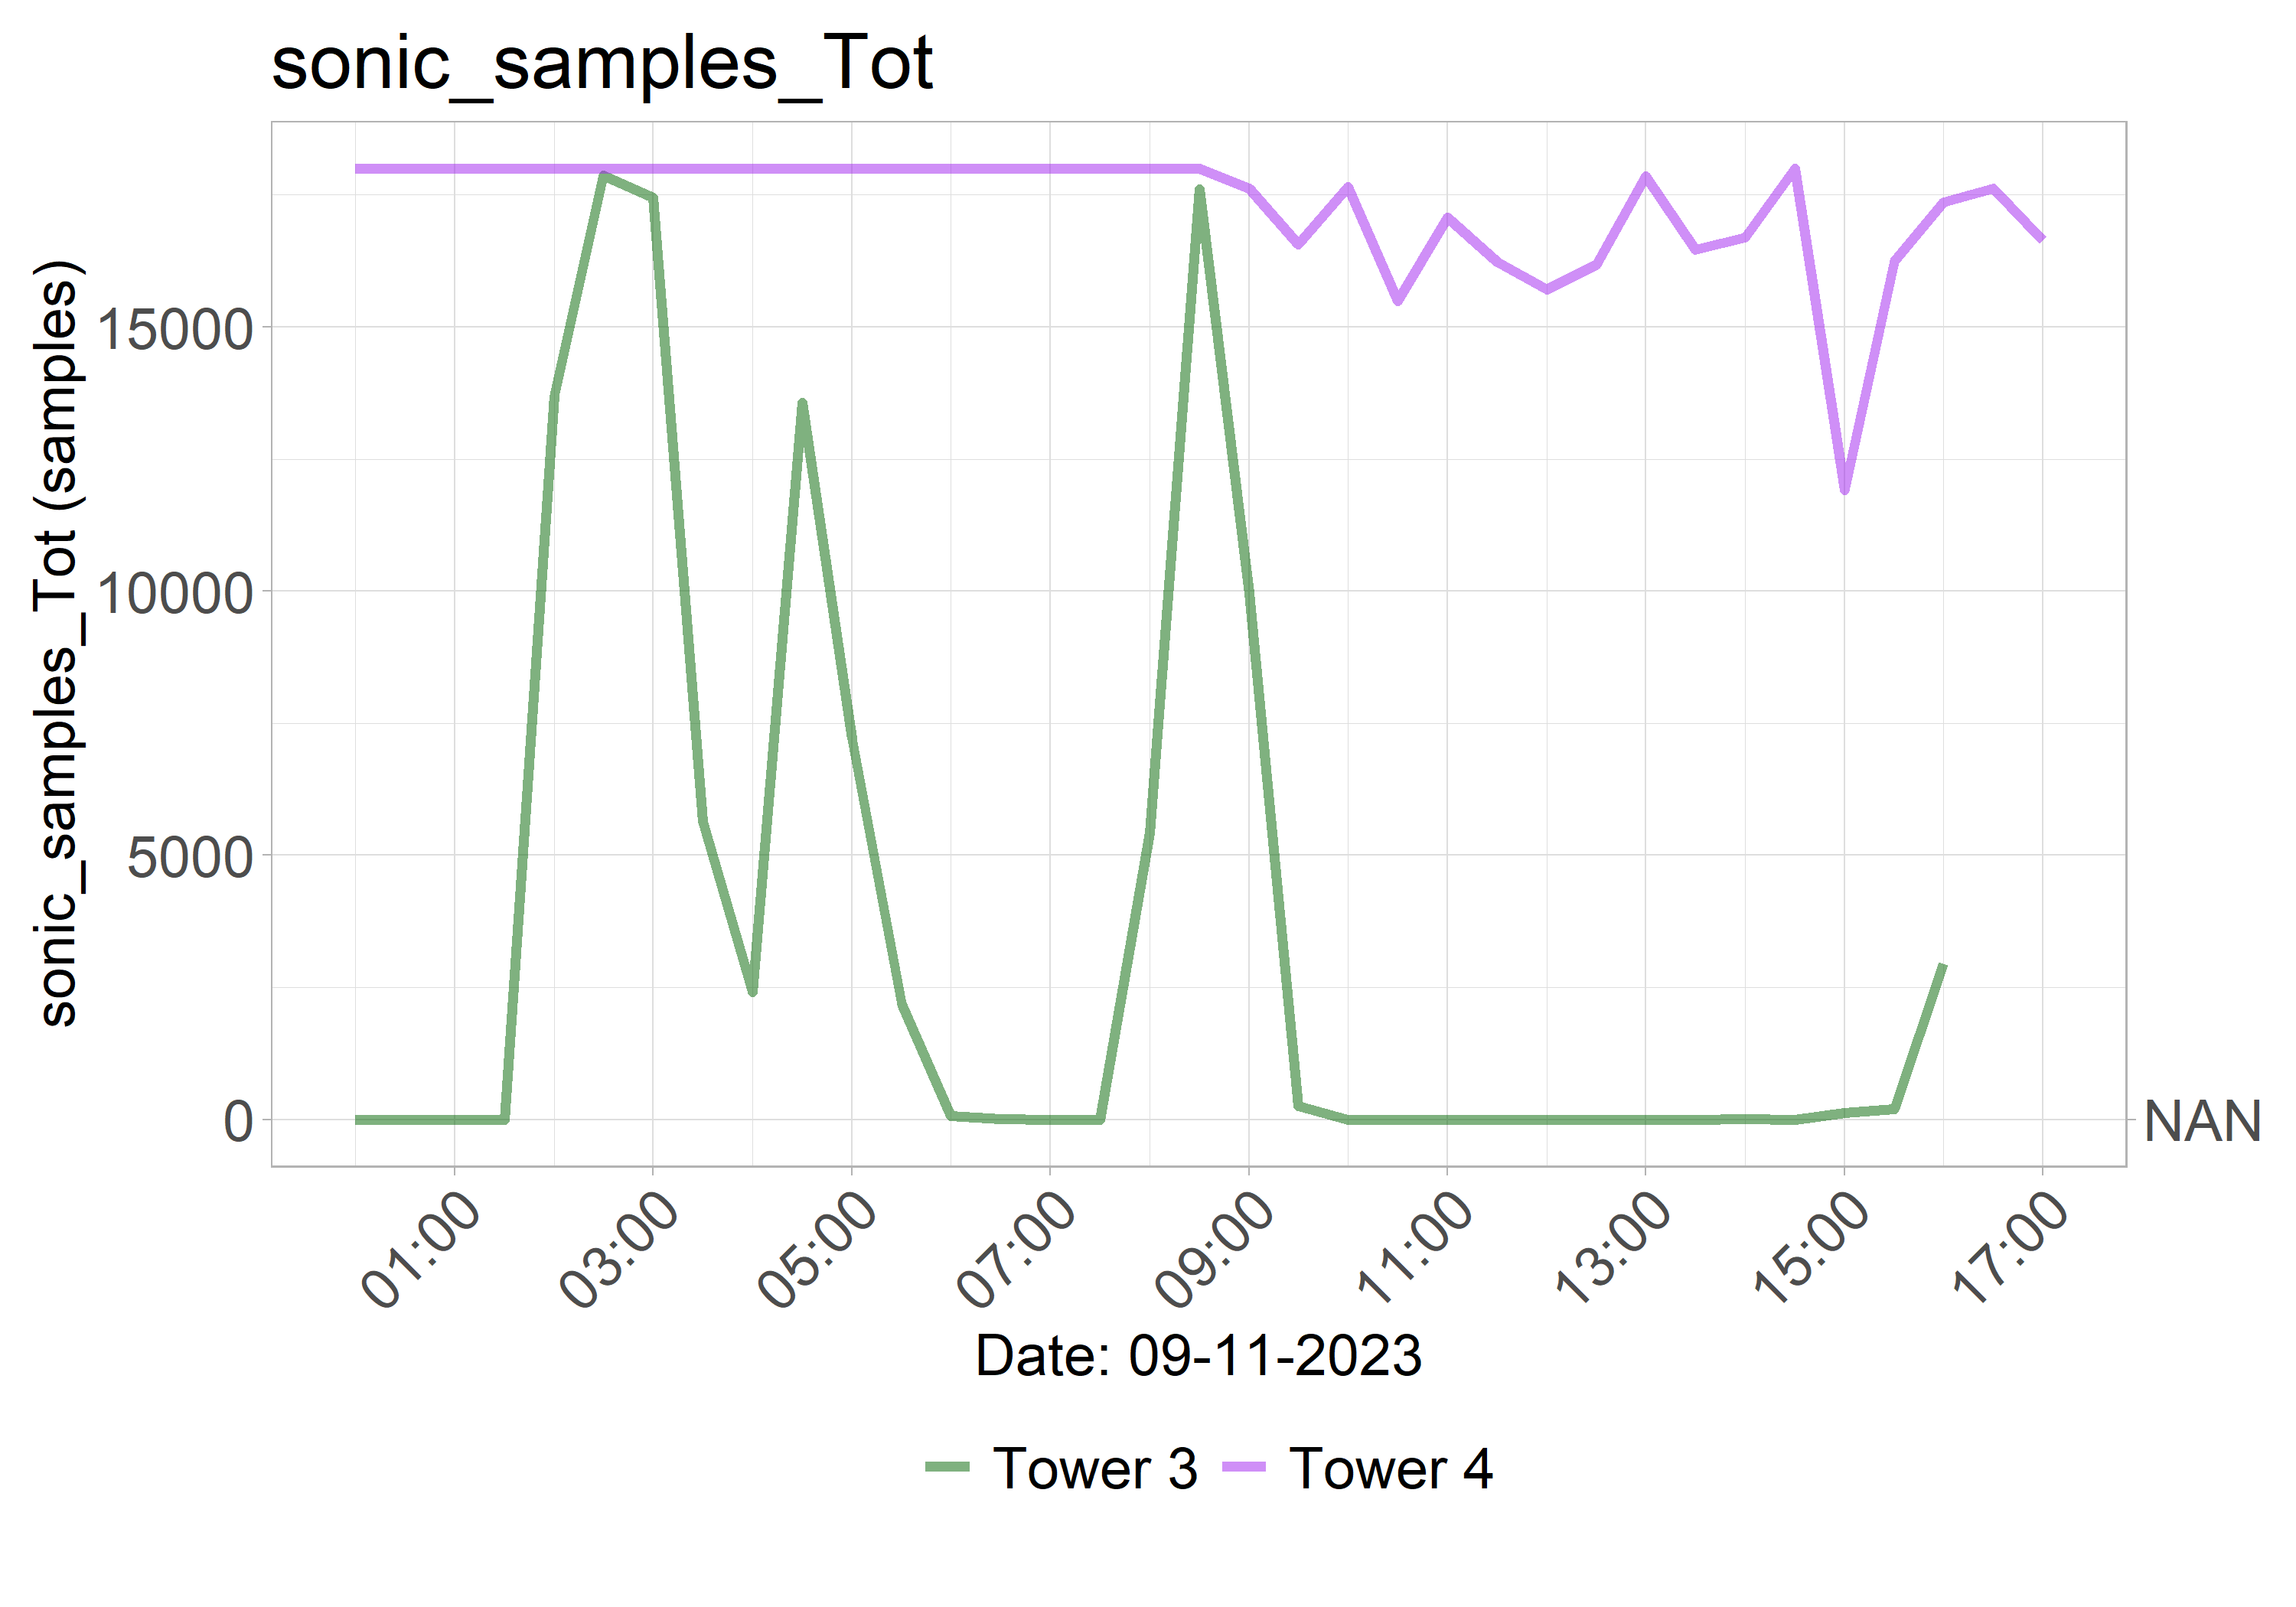 sonic_samples_Tot
sonic_samples_Tot (samples)
15000
10000
5000
0
NAN
01:00
03:00
05:00
07:00
09:00
11:00
13:00
15:00
17:00
Date: 09-11-2023
Tower 3
Tower 4